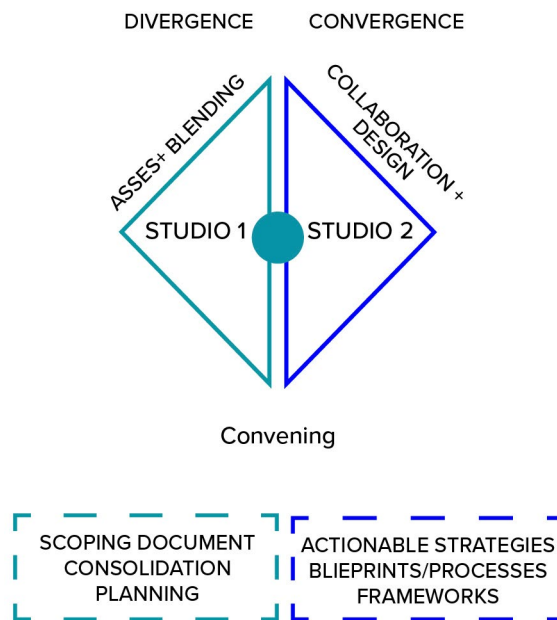 DIVERGENCE
CONVERGENCE
ASSES+ BLENDING
COLLABORATION +
DESIGN
STUDIO 1
STUDIO 2
Convening
SCOPING DOCUMENT
CONSOLIDATION
PLANNING
ACTIONABLE STRATEGIES
BLIEPRINTS/PROCESSES
FRAMEWORKS